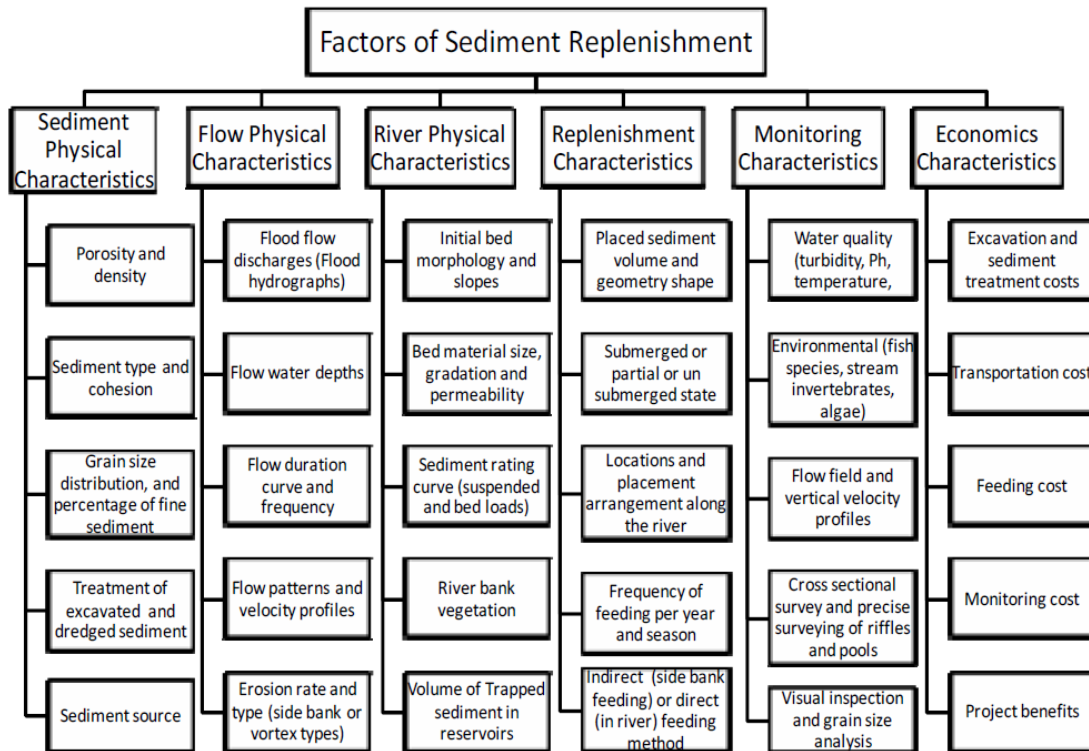 Factors of Sediment Replenishment
Sediment
Physical
Characteristics
Flow Physical
Characteristics
River Physical
Characteristics
Replenishment
Characteristics
Monitoring
Characteristics
Economics
Characteristics
Porosity and
density
Sediment type and
cohesion
Grain size
distribution, and
percentage of fine
sediment
Treatment of
excavated and
dredged sediment
Sediment source
Flood flow
discharges (Flood
hydrographs)
Flow water depths
Flow duration
curve and
frequency
Flow patterns and
velocity profiles
Erosion rate and
type (side bank or
vortex types)
Initial bed
morphology and
slopes
Bed material size,
gradation and
permeability
Sediment rating
curve (suspended
and bed loads)
River bank
vegetation
Volume of Trapped
sediment in
reservoirs
Placed sediment
volume and
geometry shape
Submerged or
partial or un
submerged state
Locations and
placement
arrangement along
the river
Frequency of
feeding per year
and season
Indirect (side bank
feeding) or direct
(in river) feeding
method
Water quality
(turbidity, Ph,
temperature,
Environmental (fish
species, stream
invertebrates,
algae)
Flow field and
vertical velocity
profiles
Cross sectional
survey and precise
surveying of riffles
and pools
Visual inspection
and grain size
analysis
Excavation and
sediment
treatment costs
Transportation cost
Feeding cost
Monitoring cost
Project benefits